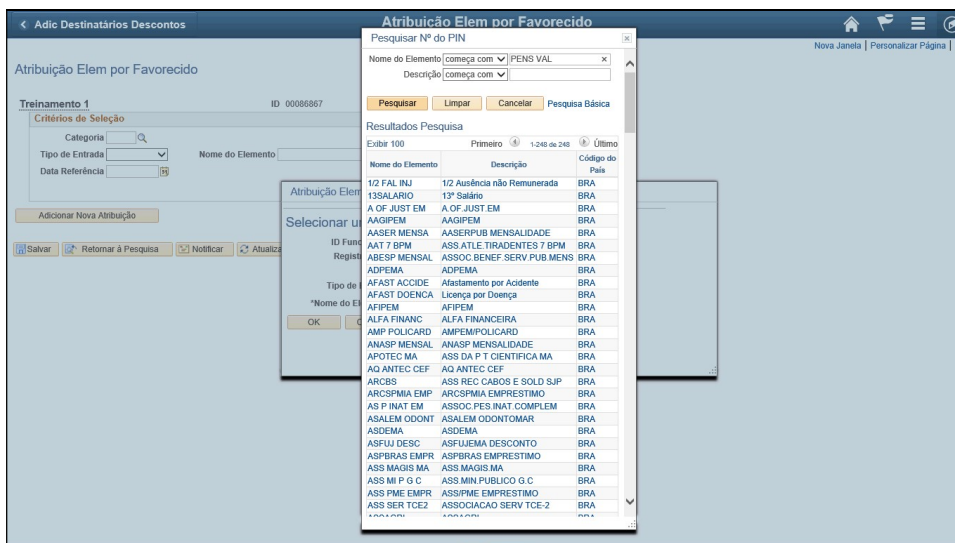 Adic Destinatários Descontos
Atribuição Elem por Favorecido
Nova Janela | Personalizar Página |
Atribuição Elem por Favorecido
Treinamento 1 ID 00086867
Critérios de Seleção
Categoria
Tipo de Entrada Nome do Elemento
Data Referência
Adicionar Nova Atribuição
Salvar Retornar à Pesquisa Notificar Atualiza
Atribuição Elem
Selecionar u
ID Func
Regist
Tipo de
*Nome do El
OK
Pesquisar Nº do PIN
Nome do Elemento começa com PENS VAL
Descrição começa com
Pesquisar Limpar Cancelar Pesquisa Básica
Resultados Pesquisa
Exibir 100 Primeiro 1-248 de 248 Último
Nome do Elemento Descrição Código do País
1/2 FAL INJ 1/2 Ausência não Remunerada BRA
13SALARIO 13º Salário BRA
A OF JUST EM A.OF.JUST.EM BRA
AAGIPEM AAGIPEM BRA
AASER MENSA AASERPUB MENSALIDADE BRA
AAT 7 BPM ASS.ATLE.TIRADENTES 7 BPM BRA
ABESP MENSAL ASSOC.BENEF.SERV.PUB.MENS BRA
ADPEMA ADPEMA BRA
AFAST ACCIDE Afastamento por Acidente BRA
AFAST DOENCA Licença por Doença BRA
AFIPEM AFIPEM BRA
ALFA FINANC ALFA FINANCEIRA BRA
AMP POLICARD AMPEM/POLICARD BRA
ANASP MENSAL ANASP MENSALIDADE BRA
APOTEC MA ASS DA P T CIENTIFICA MA BRA
AQ ANTEC CEF AQ ANTEC CEF BRA
ARCBS ASS REC CABOS E SOLD SJP BRA
ARCSPMIA EMP ARCSPMIA EMPRESTIMO BRA
AS P INAT EM ASSOC.PES.INAT.COMPLEM BRA
ASALEM ODONT ASALEM ODONTOMAR BRA
ASDEMA ASDEMA BRA
ASFUJ DESC ASFUJEMA DESCONTO BRA
ASPBRAS EMPR ASPBRAS EMPRESTIMO BRA
ASS MAGIS MA ASS.MAGIS.MA BRA
ASS MI P G C ASS.MIN.PUBLICO G.C BRA
ASS PME EMPR ASS/PME EMPRESTIMO BRA
ASS SER TCE2 ASSOCIACAO SERV TCE-2 BRA